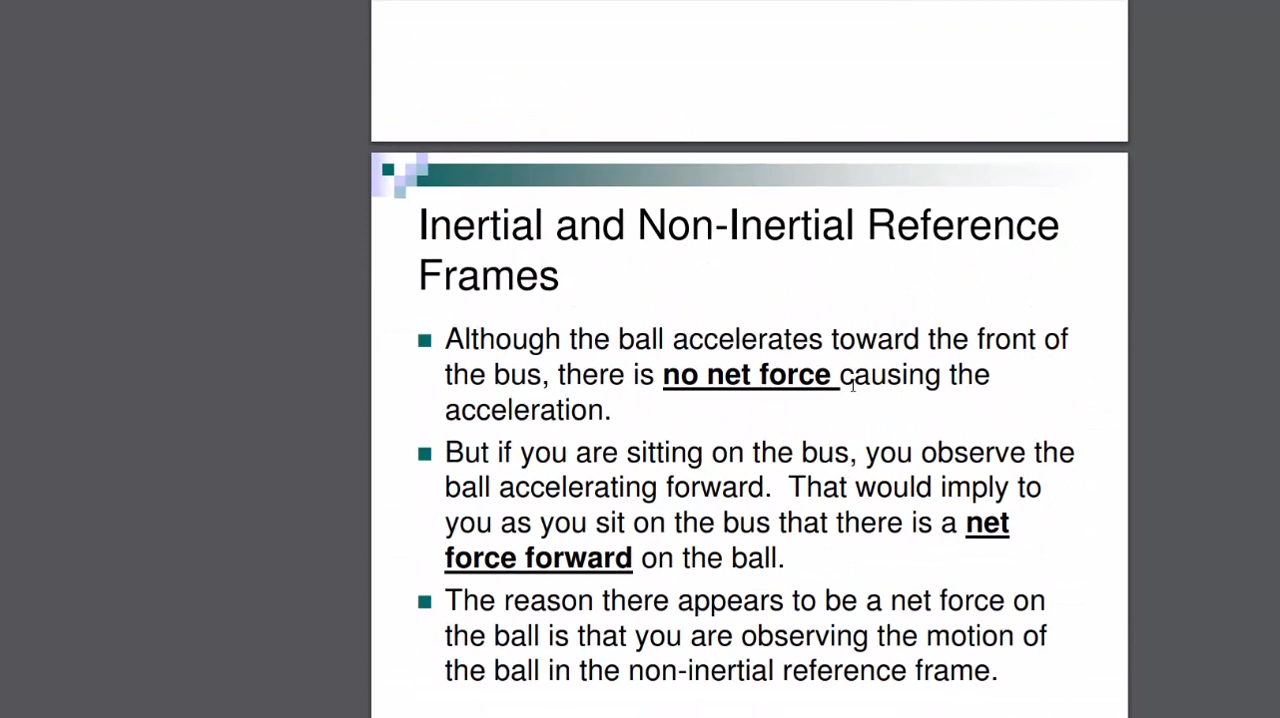 Inertial and Non-Inertial Reference
Frames
Although the ball accelerates toward the front of
the bus, there is no net force causing the
acceleration.
But if you are sitting on the bus, you observe the
ball accelerating forward. That would imply to
you as you sit on the bus that there is a net
force forward on the ball.
The reason there appears to be a net force on
the ball is that you are observing the motion of
the ball in the non-inertial reference frame.